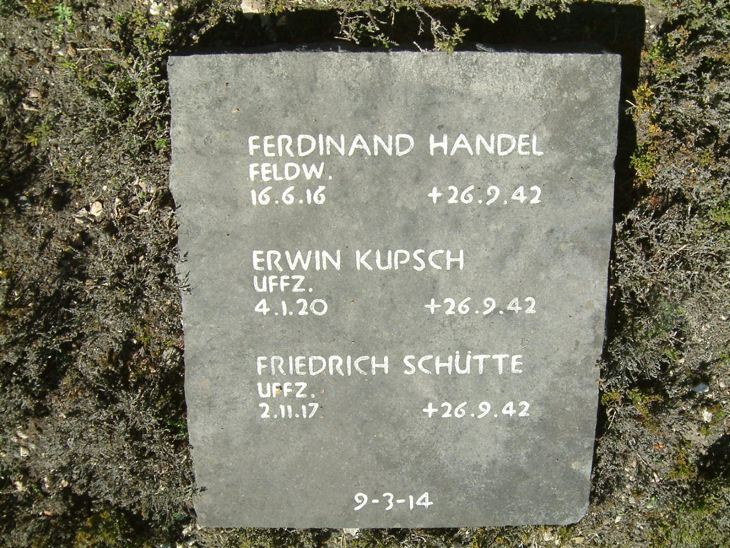 FERDINAND HANDEL
FELDW.
16.6.16 +26.9.42
ERWIN KUPSCH
UFFZ.
4.1.20 +26.9.42
FRIEDRICH SCHÜTTE
UFFZ.
2.11.17 +26.9.42
9-3-14